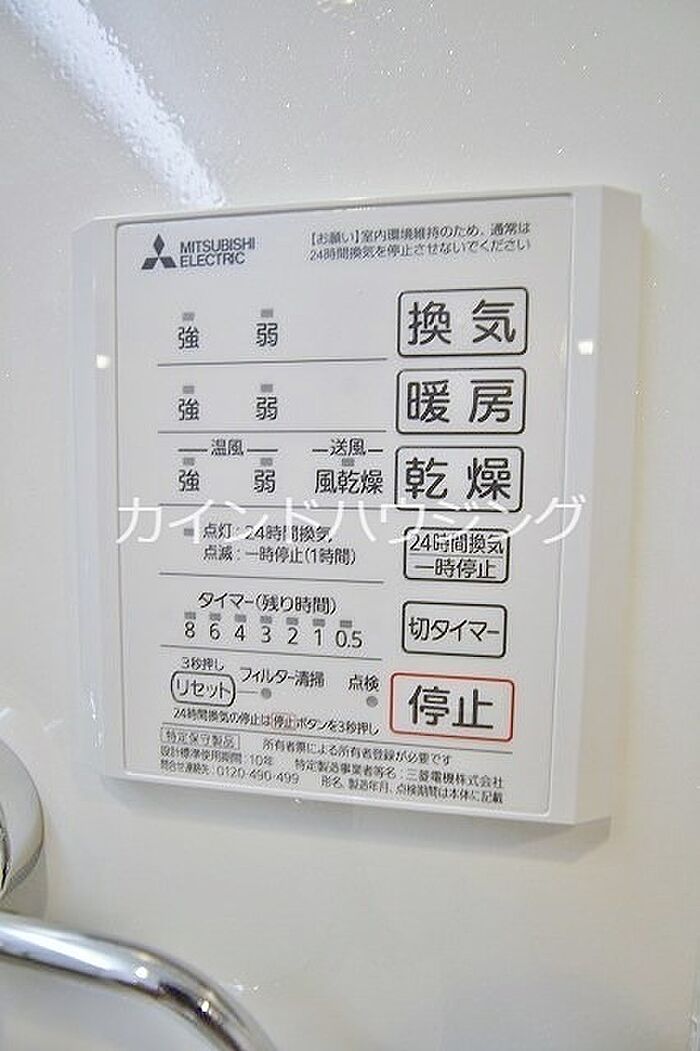 MITSUBISHI
ELECTRIC
【お願い】室内環境維持のため、通常は
24時間換気を停止させないでください
強 弱 換気
強 弱 暖房
温風 送風
強 弱 風乾燥 乾燥
カインドハウジング
点灯：24時間換気
点滅：一時停止(1時間)
24時間換気
一時停止
タイマー(残り時間)
8 6 4 3 2 1 0.5
切タイマー
3秒押し
リセット フィルター清掃 点検
停止
24時間換気の停止は停止ボタンを3秒押し
特定保守製品 所有者票による所有者登録が必要です
設計標準使用期間：10年 特定製造事業者等名：三菱電機株式会社
問合せ連絡先：0120-490-499 形名、製造年月、点検期間は本体に記載